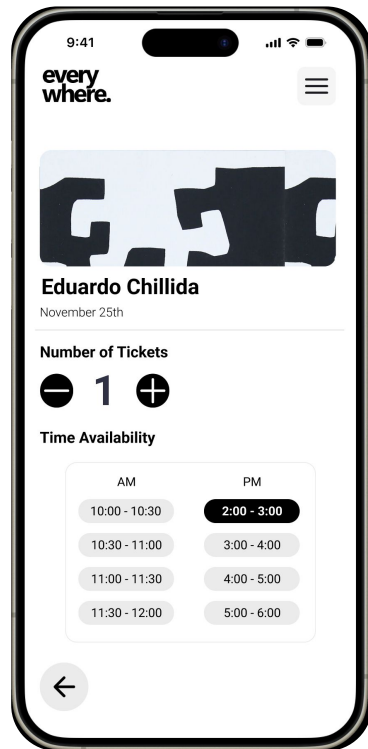 9:41
every
where.
Eduardo Chillida
November 25th
Number of Tickets
1
Time Availability
AM PM
10:00 - 10:30 2:00 - 3:00
10:30 - 11:00 3:00 - 4:00
11:00 - 11:30 4:00 - 5:00
11:30 - 12:00 5:00 - 6:00